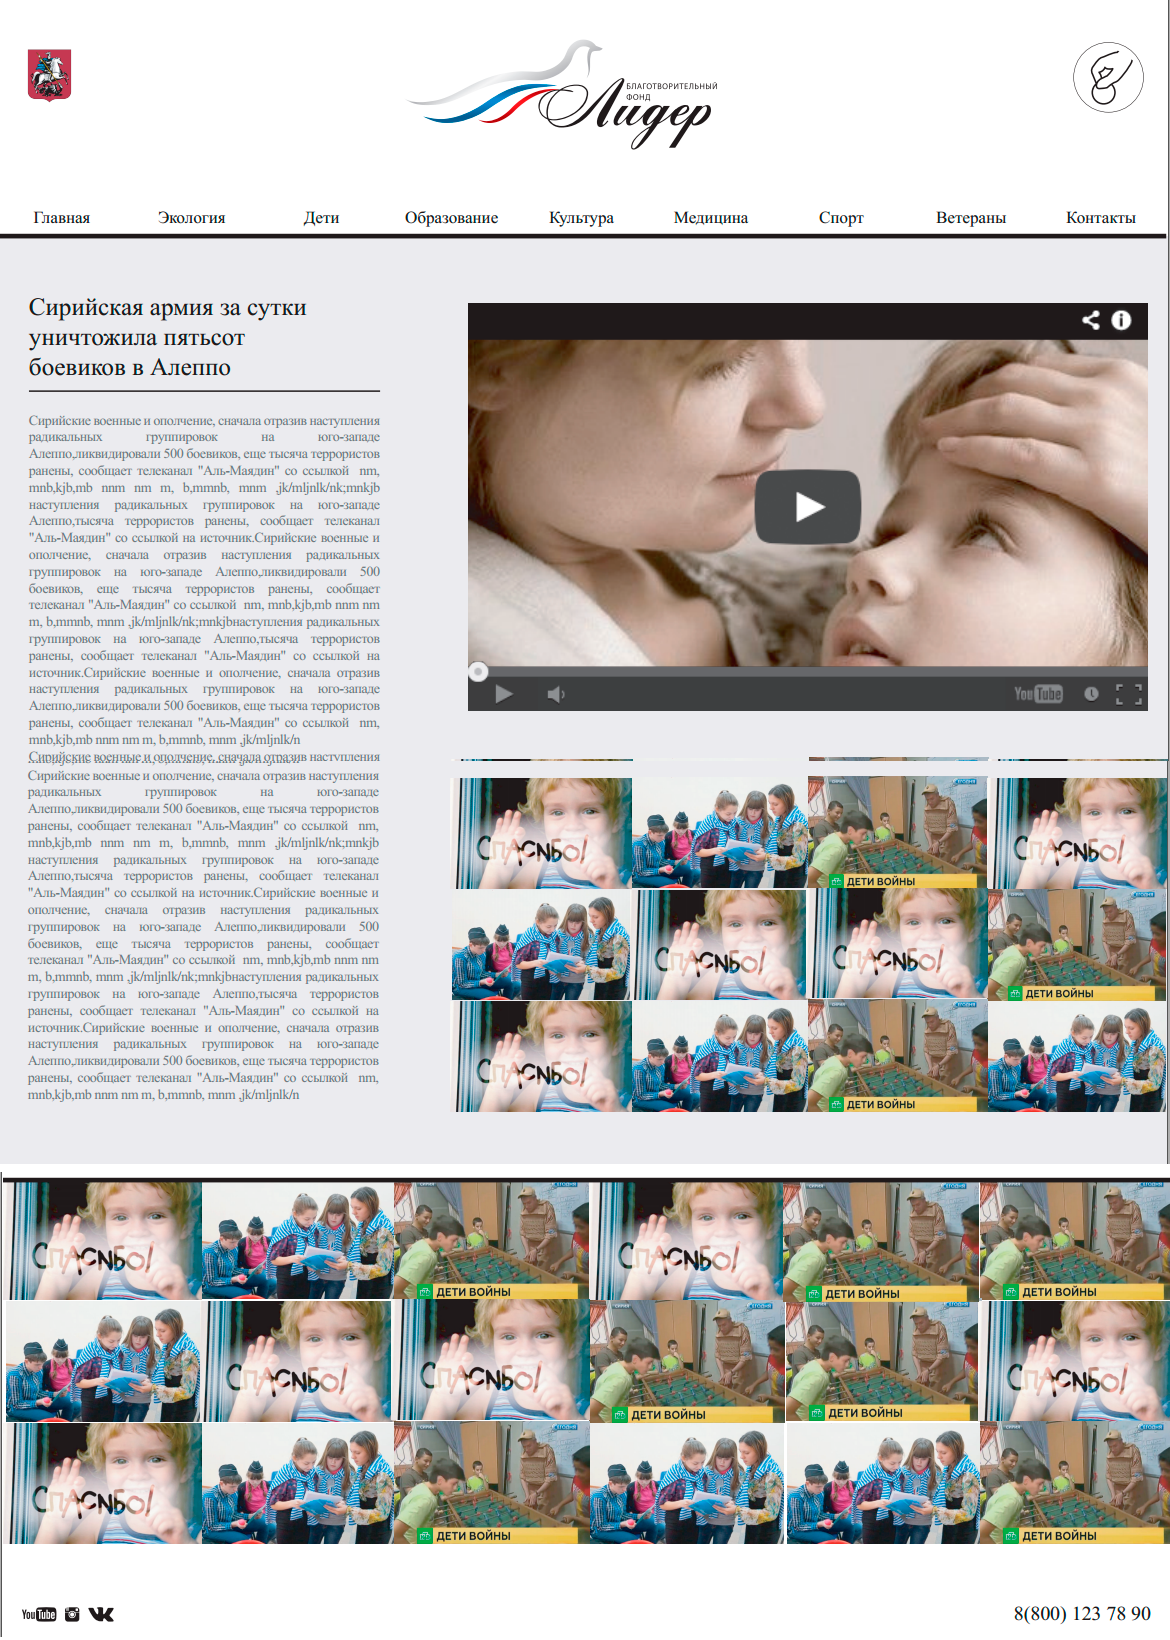 БЛАГОТВОРИТЕЛЬНЫЙ
ФОНД
Лидер
Главная Экология Дети Образование Культура Медицина Спорт Ветераны Контакты
Сирийская армия за сутки
уничтожила пятьсот
боевиков в Алеппо
Сирийские военные и ополчение, сначала отразив наступления
радикальных группировок на юго-западе
Алеппо,ликвидировали 500 боевиков, еще тысяча террористов
ранены, сообщает телеканал "Аль-Маядин" со ссылкой nm,
mnb,kjb,mb nnm nm m, b,mmnb, mnm ,jk/mljnlk/nk;mnkjb
наступления радикальных группировок на юго-западе
Алеппо,тысяча террористов ранены, сообщает телеканал
"Аль-Маядин" со ссылкой на источник.Сирийские военные и
ополчение, сначала отразив наступления радикальных
группировок на юго-западе Алеппо,ликвидировали 500
боевиков, еще тысяча террористов ранены, сообщает
телеканал "Аль-Маядин" со ссылкой nm, mnb,kjb,mb nnm nm
m, b,mmnb, mnm ,jk/mljnlk/nk;mnkjbнаступления радикальных
группировок на юго-западе Алеппо,тысяча террористов
ранены, сообщает телеканал "Аль-Маядин" со ссылкой на
источник.Сирийские военные и ополчение, сначала отразив
наступления радикальных группировок на юго-западе
Алеппо,ликвидировали 500 боевиков, еще тысяча террористов
ранены, сообщает телеканал "Аль-Маядин" со ссылкой nm,
mnb,kjb,mb nnm nm m, b,mmnb, mnm ,jk/mljnlk/n
Сирийские военные и ополчение, сначала отразив наступления
Сирийские военные и ополчение, сначала отразив наступления
радикальных группировок на юго-западе
Алеппо,ликвидировали 500 боевиков, еще тысяча террористов
ранены, сообщает телеканал "Аль-Маядин" со ссылкой nm,
mnb,kjb,mb nnm nm m, b,mmnb, mnm ,jk/mljnlk/nk;mnkjb
наступления радикальных группировок на юго-западе
Алеппо,тысяча террористов ранены, сообщает телеканал
"Аль-Маядин" со ссылкой на источник.Сирийские военные и
ополчение, сначала отразив наступления радикальных
группировок на юго-западе Алеппо,ликвидировали 500
боевиков, еще тысяча террористов ранены, сообщает
телеканал "Аль-Маядин" со ссылкой nm, mnb,kjb,mb nnm nm
m, b,mmnb, mnm ,jk/mljnlk/nk;mnkjbнаступления радикальных
группировок на юго-западе Алеппо,тысяча террористов
ранены, сообщает телеканал "Аль-Маядин" со ссылкой на
источник.Сирийские военные и ополчение, сначала отразив
наступления радикальных группировок на юго-западе
Алеппо,ликвидировали 500 боевиков, еще тысяча террористов
ранены, сообщает телеканал "Аль-Маядин" со ссылкой nm,
mnb,kjb,mb nnm nm m, b,mmnb, mnm ,jk/mljnlk/n
YouTube
СПАСИБО! ДЕТИ ВОЙНЫ СПАСИБО!
СПАСИБО! СПАСИБО! ДЕТИ ВОЙНЫ
СПАСИБО! ДЕТИ ВОЙНЫ
СПАСИБО! ДЕТИ ВОЙНЫ СПАСИБО! ДЕТИ ВОЙНЫ ДЕТИ ВОЙНЫ
СПАСИБО! СПАСИБО! ДЕТИ ВОЙНЫ ДЕТИ ВОЙНЫ СПАСИБО!
СПАСИБО! ДЕТИ ВОЙНЫ ДЕТИ ВОЙНЫ
YouTube
8(800) 123 78 90